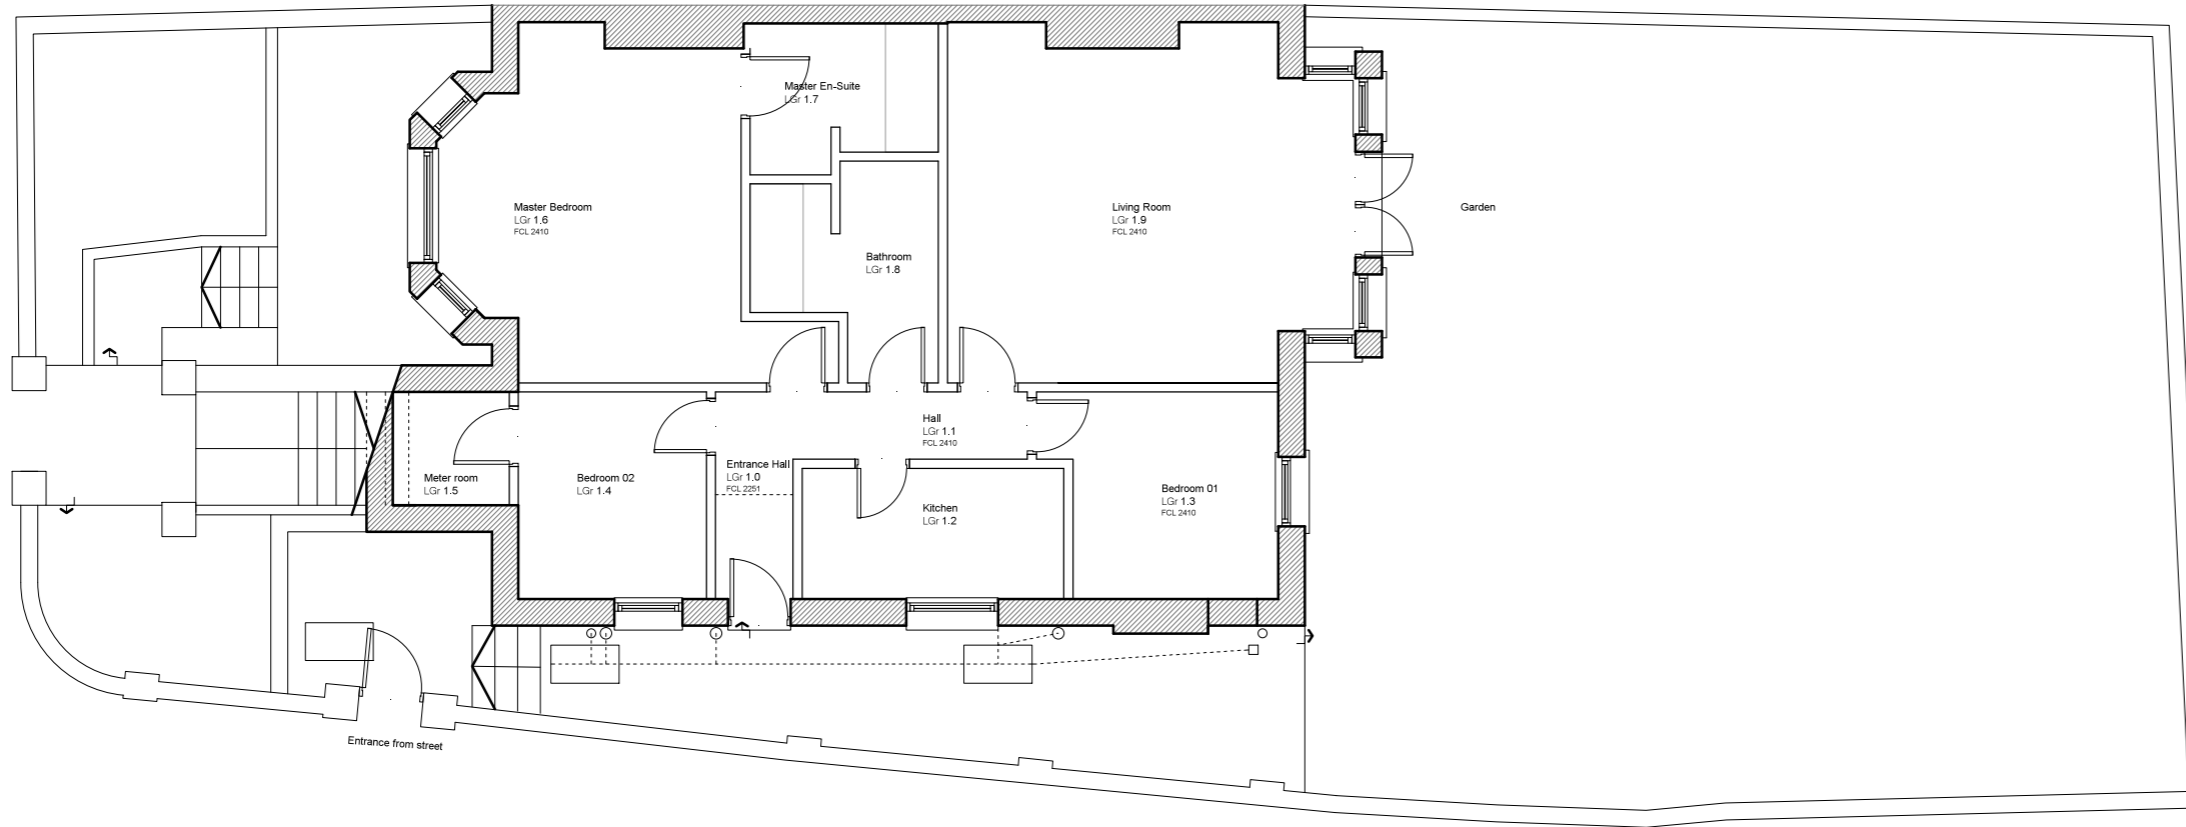 Master En-Suite
LGr 1.7
Master Bedroom
LGr 1.6
FCL 2410
Living Room
LGr 1.9
FCL 2410
Garden
Bathroom
LGr 1.8
Hall
LGr 1.1
FCL 2410
Meter room
LGr 1.5
Bedroom 02
LGr 1.4
Entrance Hall
LGr 1.0
FCL 2251
Kitchen
LGr 1.2
Bedroom 01
LGr 1.3
FCL 2410
Entrance from street